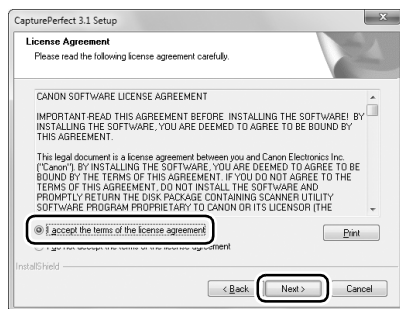 CapturePerfect 3.1 Setup
License Agreement
Please read the following license agreement carefully.
CANON SOFTWARE LICENSE AGREEMENT
IMPORTANT-READ THIS AGREEMENT BEFORE INSTALLING THE SOFTWARE! BY
INSTALLING THE SOFTWARE, YOU ARE DEEMED TO AGREE TO BE BOUND BY
THIS AGREEMENT.
This legal document is a license agreement between you and Canon Electronics Inc.
("Canon"). BY INSTALLING THE SOFTWARE, YOU ARE DEEMED TO AGREE TO BE
BOUND BY THE TERMS OF THIS AGREEMENT. IF YOU DO NOT AGREE TO THE
TERMS OF THIS AGREEMENT, DO NOT INSTALL THE SOFTWARE AND
PROMPTLY RETURN THE DISK PACKAGE CONTAINING SCANNER UTILITY
SOFTWARE PROGRAM PROPRIETARY TO CANON OR ITS LICENSOR (THE
I accept the terms of the license agreement
Print
I do not accept the terms of the license agreement
InstallShield
< Back
Next >
Cancel